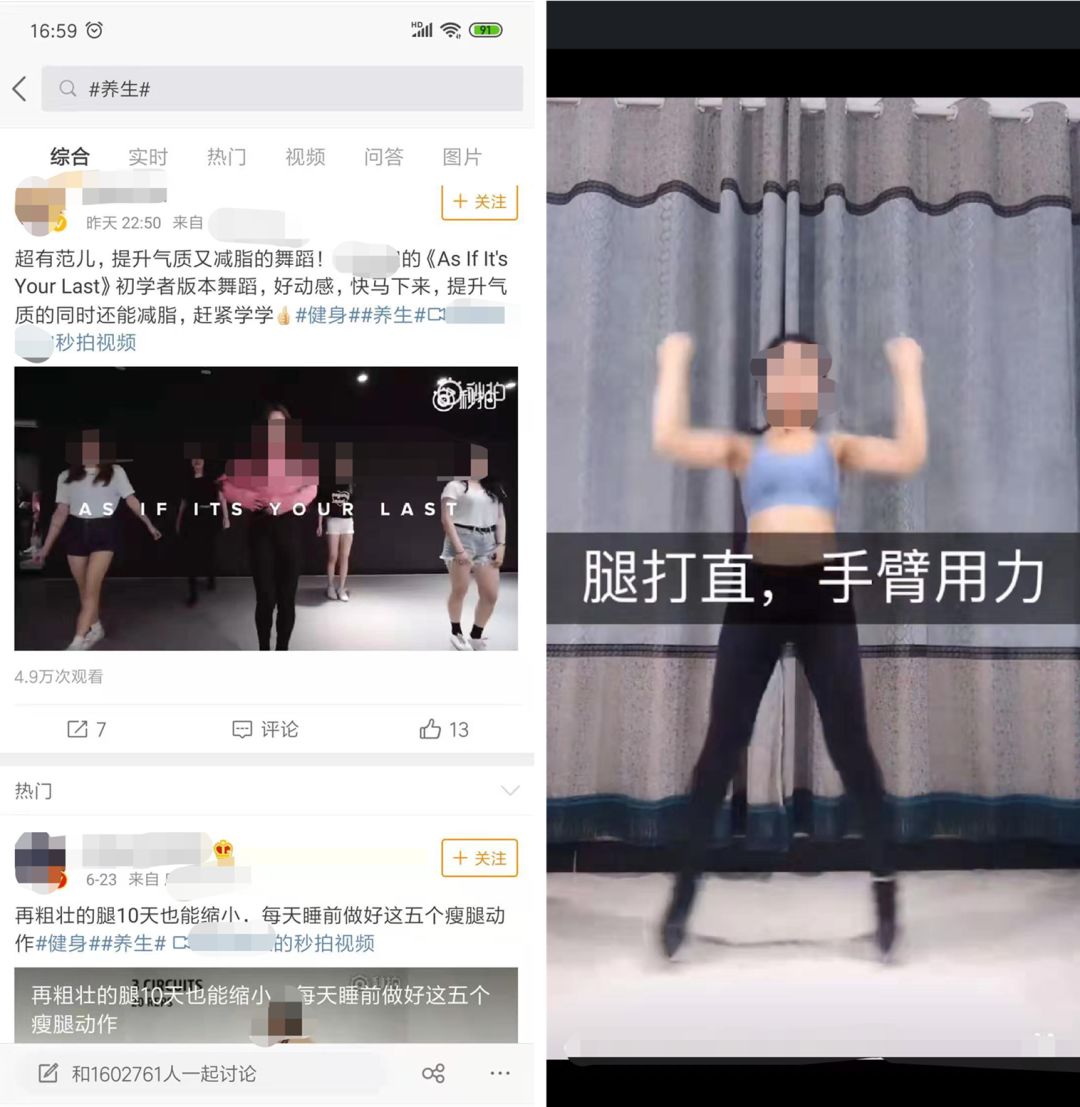 16:59
HD
91
#养生#
综合 实时 热门 视频 问答 图片
+ 关注
昨天 22:50 来自
超有范儿，提升气质又减脂的舞蹈！ 的《As If It's
Your Last》初学者版本舞蹈，好动感，快马下来，提升气
质的同时还能减脂，赶紧学学👍#健身##养生#
秒拍视频
秒拍
AS IF ITS YOUR LAST
4.9万次观看
7 评论 13
热门
+ 关注
6-23 来自
再粗壮的腿10天也能缩小．每天睡前做好这五个瘦腿动
作#健身##养生# 的秒拍视频
3 CIRCUITS
再粗壮的腿10天也能缩小 每天睡前做好这五个
瘦腿动作
和1602761人一起讨论
腿打直，手臂用力